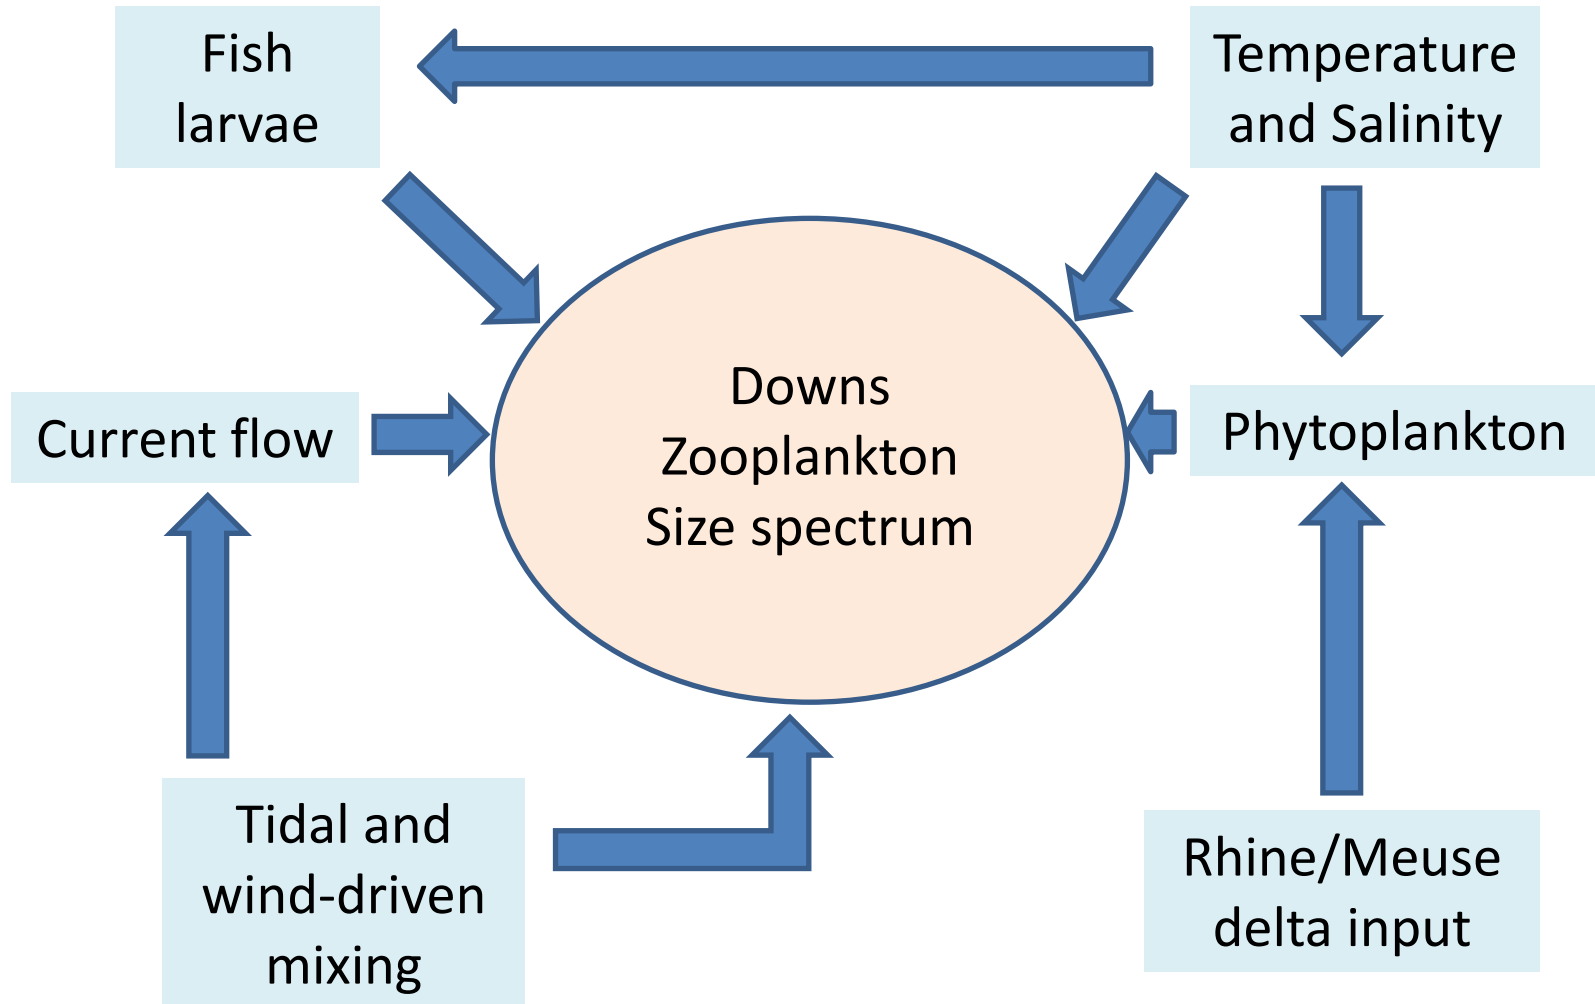 Fish
larvae
Temperature
and Salinity
Downs
Zooplankton
Size spectrum
Current flow
Phytoplankton
Tidal and
wind-driven
mixing
Rhine/Meuse
delta input